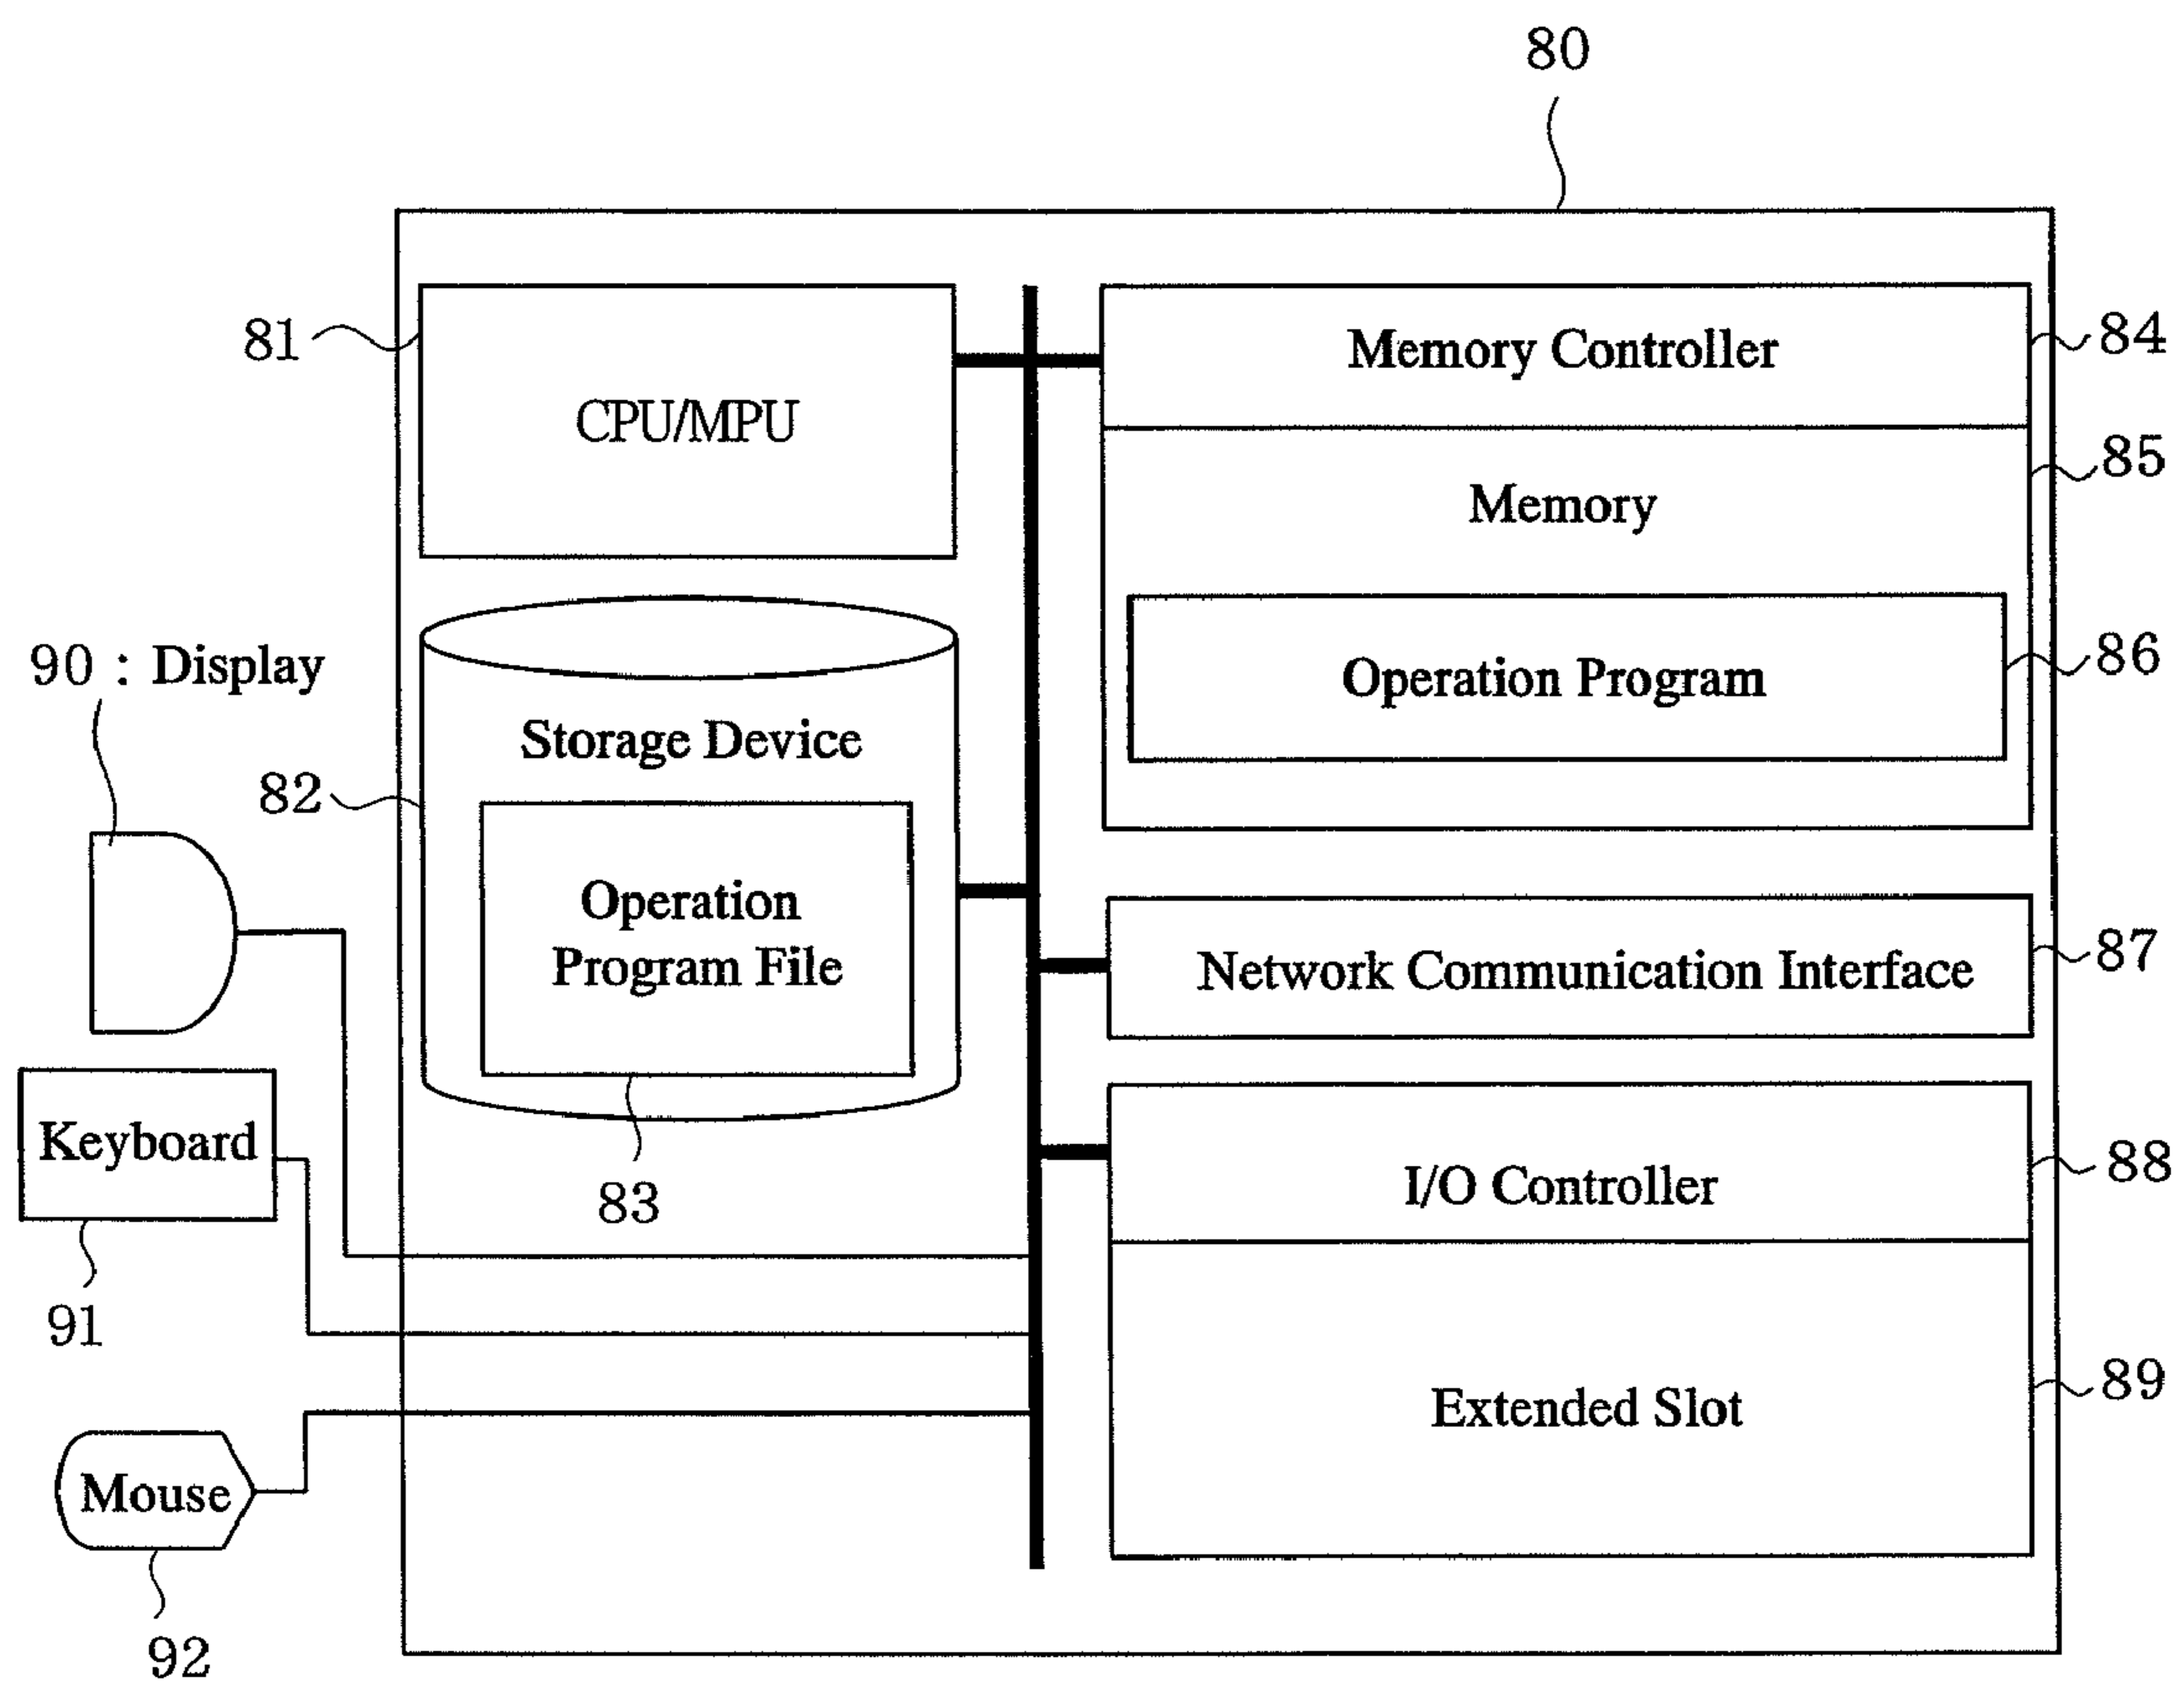 80
81
CPU/MPU
Memory Controller
84
Memory
85
Operation Program
86
90 : Display
Storage Device
82
Operation
Program File
83
Network Communication Interface
87
Keyboard
91
I/O Controller
88
Extended Slot
89
Mouse
92